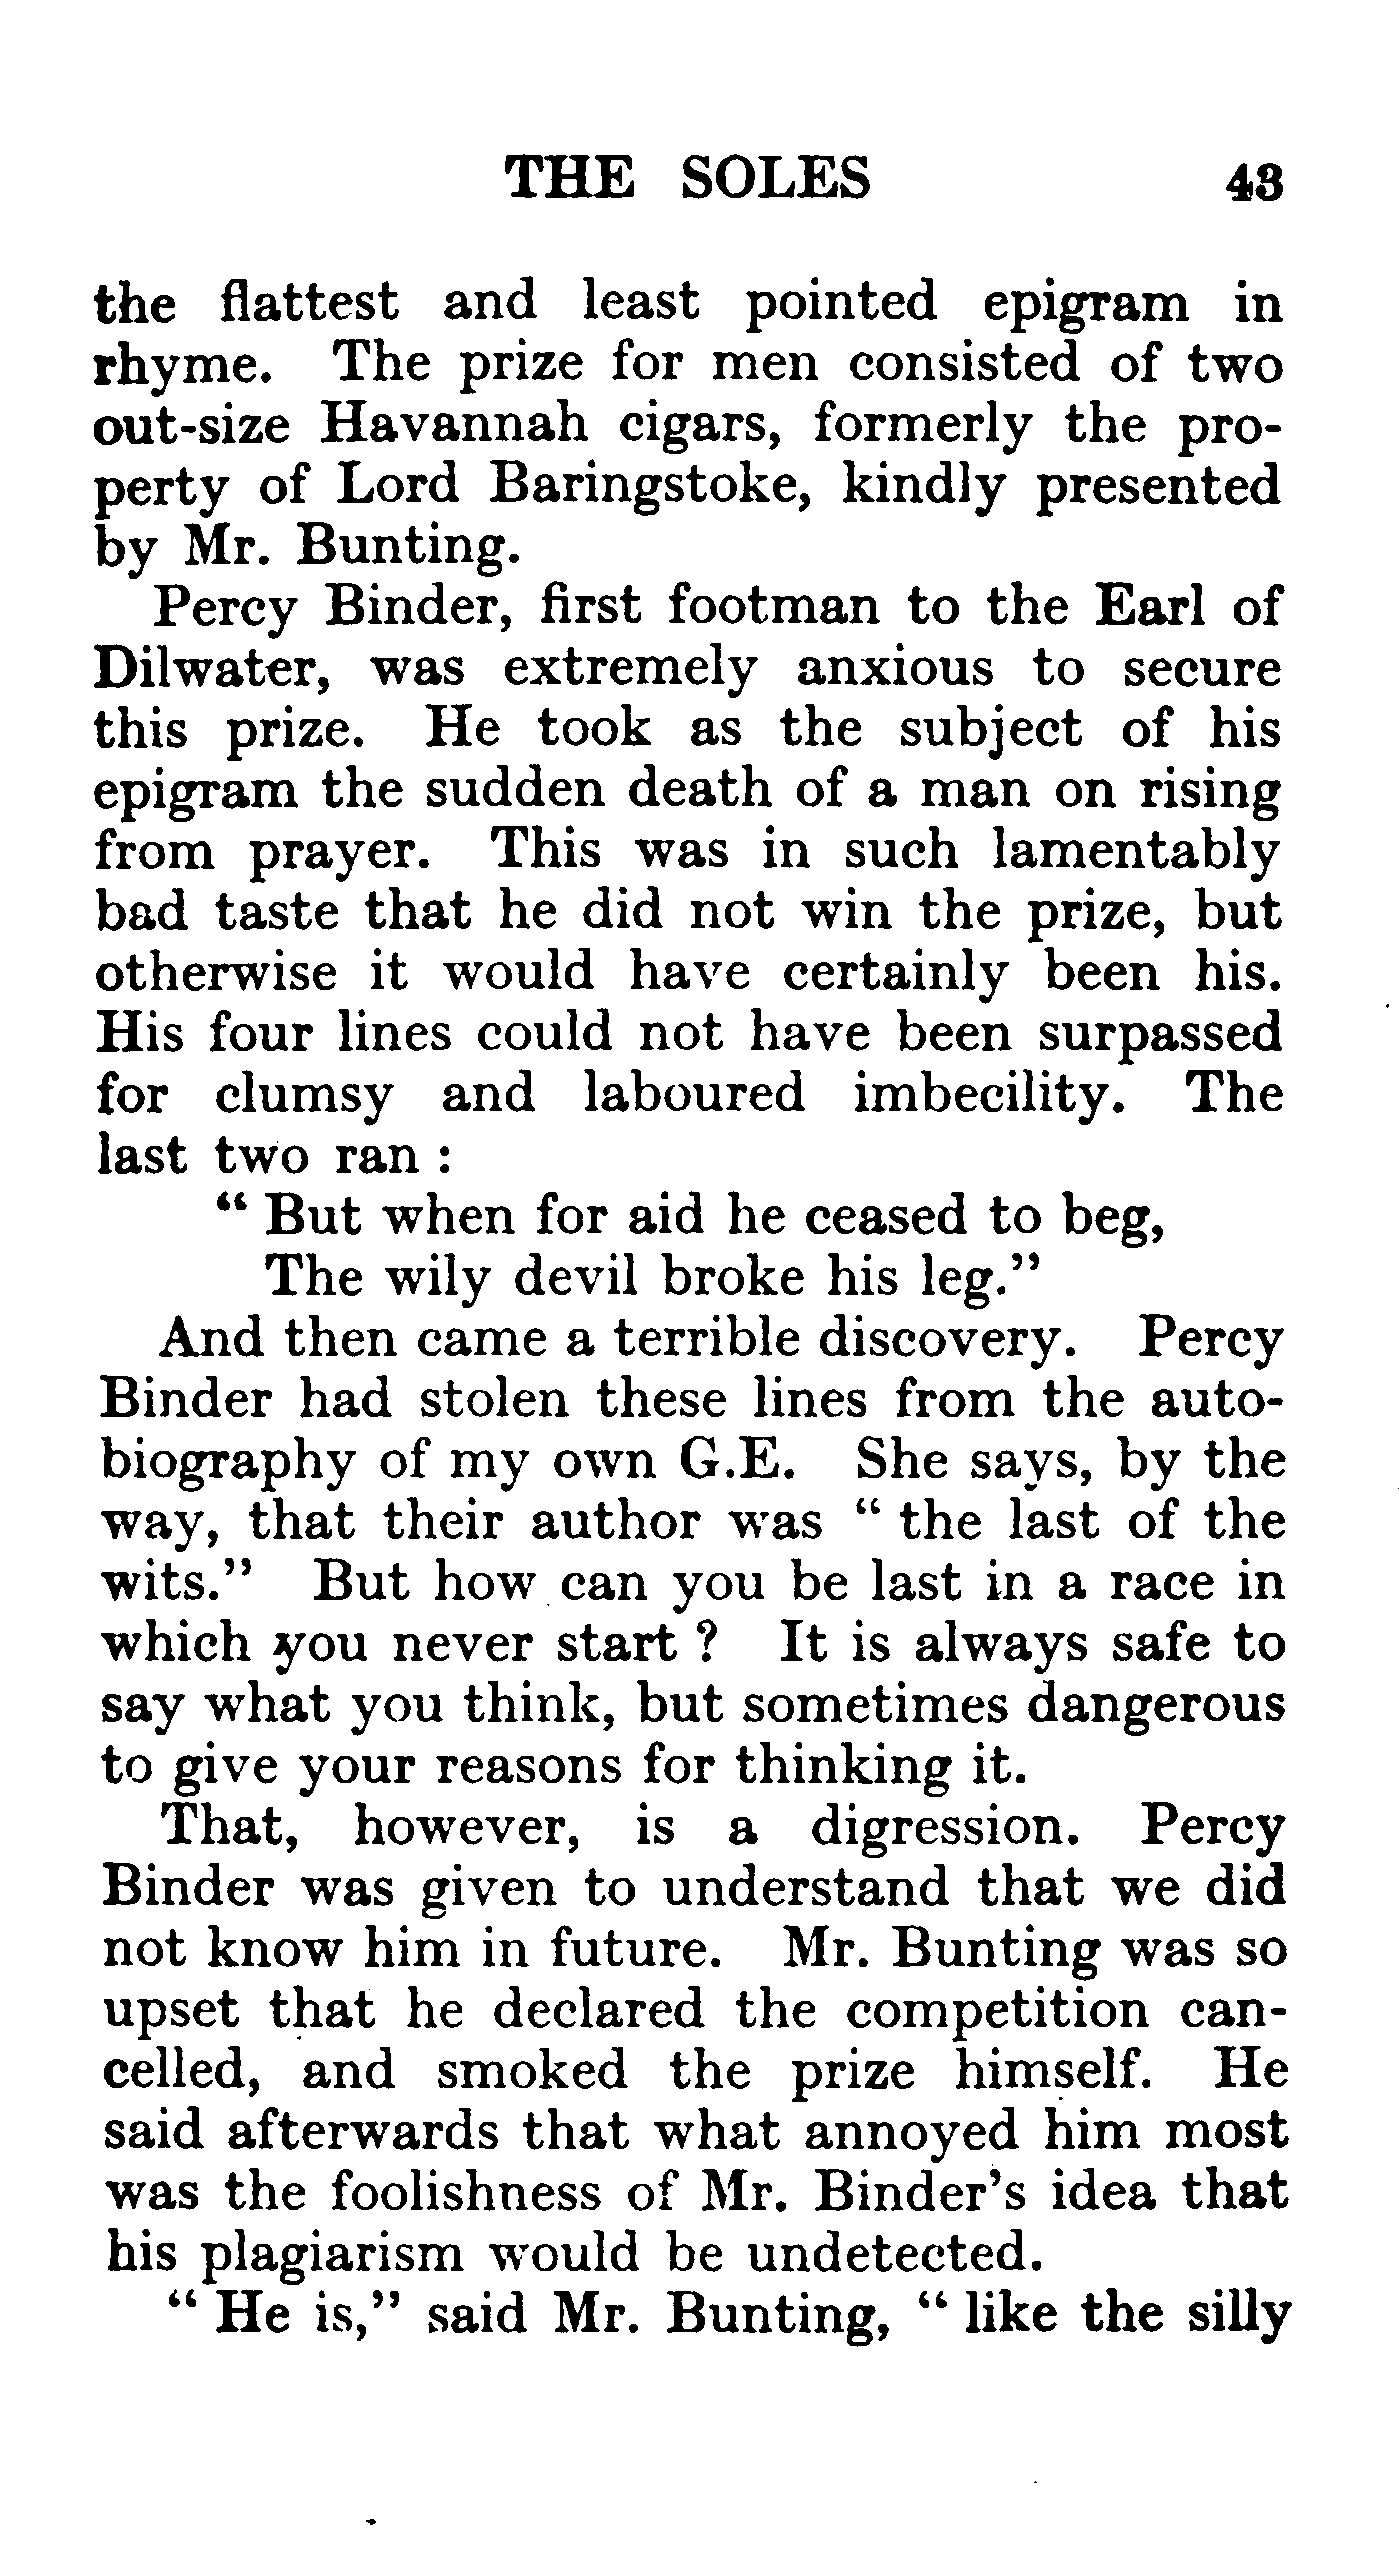 THE SOLES 43
the flattest and least pointed epigram in
rhyme. The prize for men consisted of two
out-size Havannah cigars, formerly the pro-
perty of Lord Baringstoke, kindly presented
by Mr. Bunting.
Percy Binder, first footman to the Earl of
Dilwater, was extremely anxious to secure
this prize. He took as the subject of his
epigram the sudden death of a man on rising
from prayer. This was in such lamentably
bad taste that he did not win the prize, but
otherwise it would have certainly been his.
His four lines could not have been surpassed
for clumsy and laboured imbecility. The
last two ran :
“ But when for aid he ceased to beg,
The wily devil broke his leg.”
And then came a terrible discovery. Percy
Binder had stolen these lines from the auto-
biography of my own G.E. She says, by the
way, that their author was “ the last of the
wits.” But how can you be last in a race in
which you never start ? It is always safe to
say what you think, but sometimes dangerous
to give your reasons for thinking it.
That, however, is a digression. Percy
Binder was given to understand that we did
not know him in future. Mr. Bunting was so
upset that he declared the competition can-
celled, and smoked the prize himself. He
said afterwards that what annoyed him most
was the foolishness of Mr. Binder’s idea that
his plagiarism would be undetected.
“ He is,” said Mr. Bunting, “ like the silly